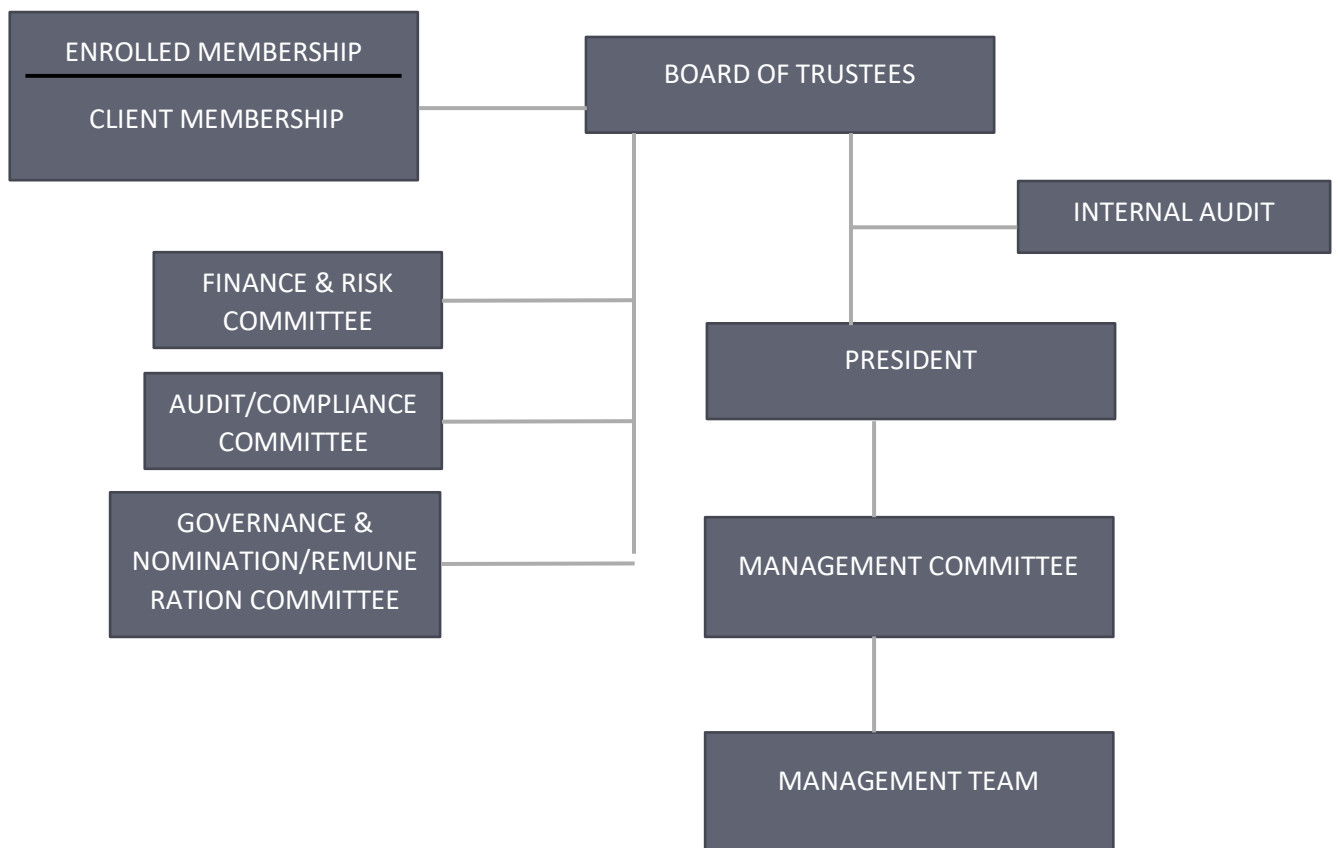 ENROLLED MEMBERSHIP
CLIENT MEMBERSHIP
BOARD OF TRUSTEES
INTERNAL AUDIT
FINANCE & RISK
COMMITTEE
PRESIDENT
AUDIT/COMPLIANCE
COMMITTEE
GOVERNANCE &
NOMINATION/REMUNE
RATION COMMITTEE
MANAGEMENT COMMITTEE
MANAGEMENT TEAM